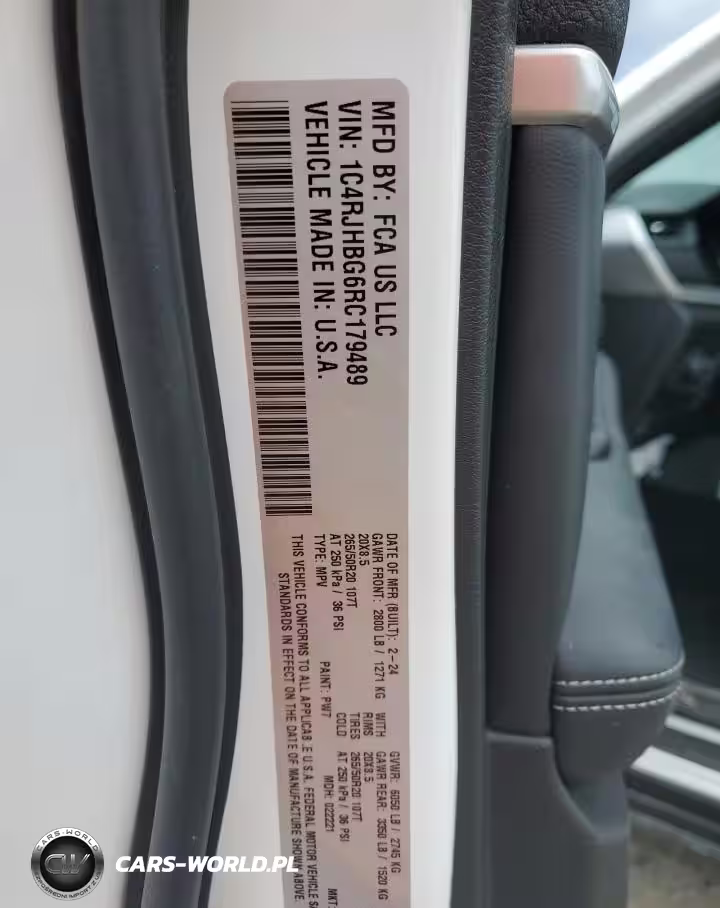 MFD BY: FCA US LLC
VIN: 1C4RJHBG6RC179489
VEHICLE MADE IN: U.S.A.
DATE OF MFR (BUILT): 2-24 GVWR: 6050 LB / 2745 KG
GAWR FRONT: 2800 LB / 1271 KG WITH GAWR REAR: 3350 LB / 1520 KG
20X8.5 RIMS 20X8.5
265/50R20 107T TIRES 265/50R20 107T
AT 250 kPa / 36 PSI COLD AT 250 kPa / 36 PSI
TYPE: MPV PAINT: PW7 MDH: 022221 MKT:
THIS VEHICLE CONFORMS TO ALL APPLICABLE U.S.A. FEDERAL MOTOR VEHICLE
STANDARDS IN EFFECT ON THE DATE OF MANUFACTURE SHOWN ABOVE.
CARS-WORLD
CW
CARS-WORLD.PL